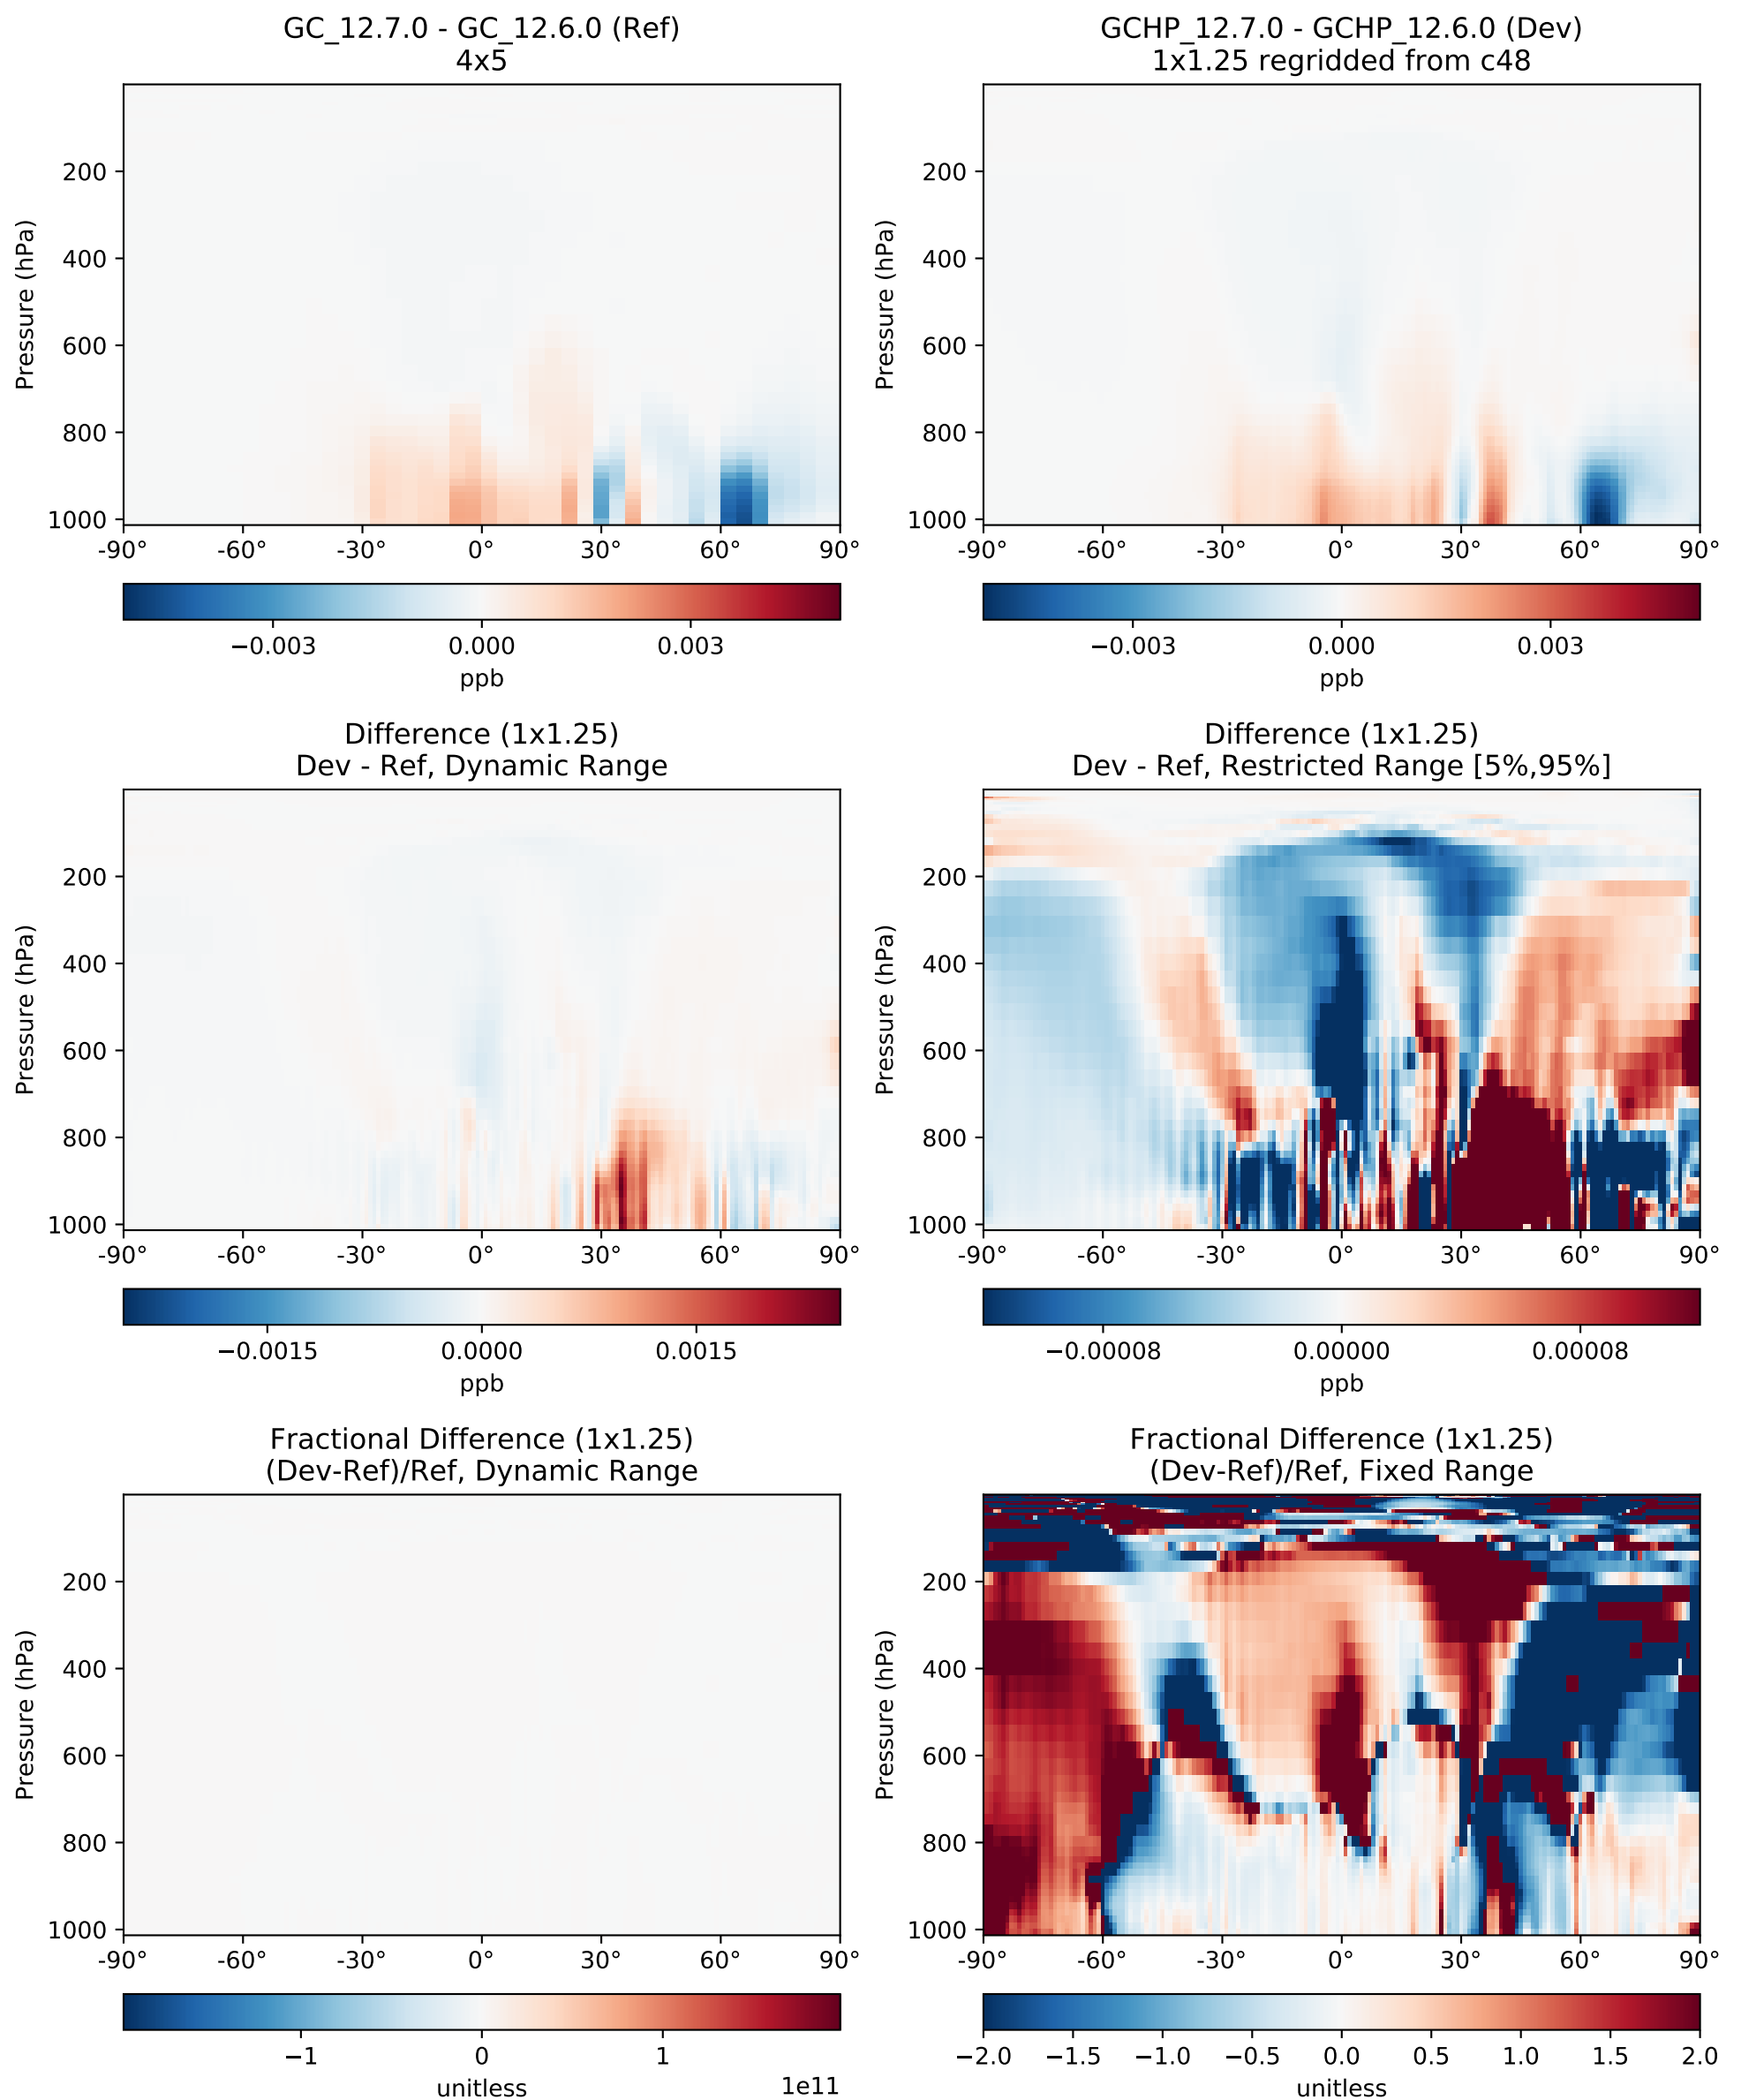 GC_12.7.0 - GC_12.6.0 (Ref)
4x5
Pressure (hPa)
200
400
600
800
1000
-90° -60° -30° 0° 30° 60° 90°
−0.003 0.000 0.003
ppb
GCHP_12.7.0 - GCHP_12.6.0 (Dev)
1x1.25 regridded from c48
Pressure (hPa)
200
400
600
800
1000
-90° -60° -30° 0° 30° 60° 90°
−0.003 0.000 0.003
ppb
Difference (1x1.25)
Dev - Ref, Dynamic Range
Pressure (hPa)
200
400
600
800
1000
-90° -60° -30° 0° 30° 60° 90°
−0.0015 0.0000 0.0015
ppb
Difference (1x1.25)
Dev - Ref, Restricted Range [5%,95%]
Pressure (hPa)
200
400
600
800
1000
-90° -60° -30° 0° 30° 60° 90°
−0.00008 0.00000 0.00008
ppb
Fractional Difference (1x1.25)
(Dev-Ref)/Ref, Dynamic Range
Pressure (hPa)
200
400
600
800
1000
-90° -60° -30° 0° 30° 60° 90°
−1 0 1
unitless 1e11
Fractional Difference (1x1.25)
(Dev-Ref)/Ref, Fixed Range
Pressure (hPa)
200
400
600
800
1000
-90° -60° -30° 0° 30° 60° 90°
−2.0 −1.5 −1.0 −0.5 0.0 0.5 1.0 1.5 2.0
unitless